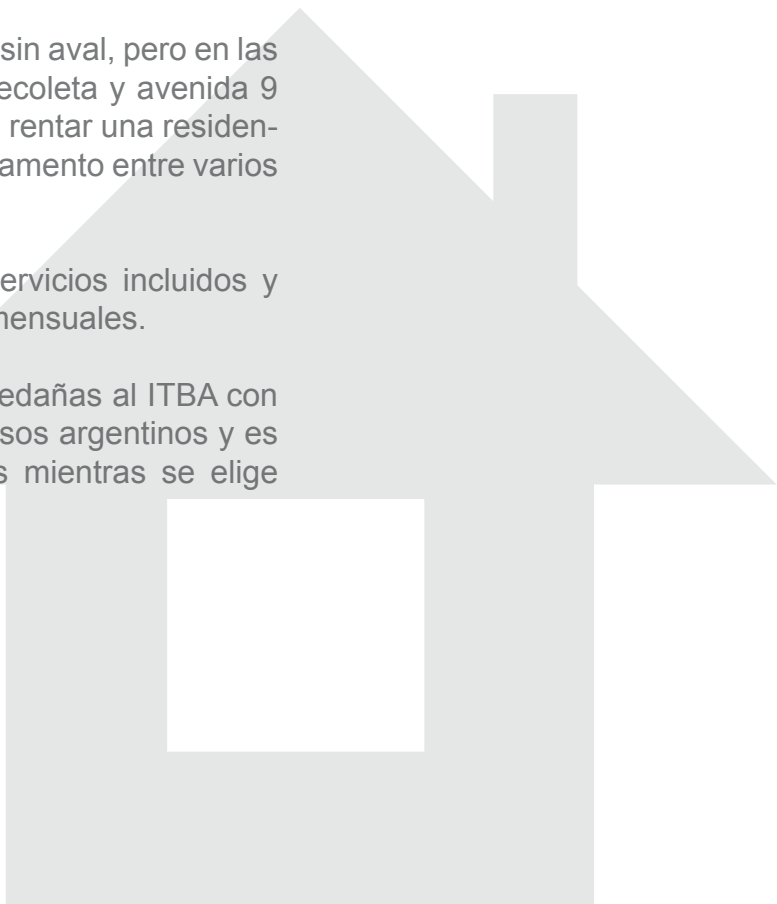 sin aval, pero en las
ecoleta y avenida 9
rentar una residen-
amento entre varios
ervicios incluidos y
mensuales.
edañas al ITBA con
sos argentinos y es
s mientras se elige